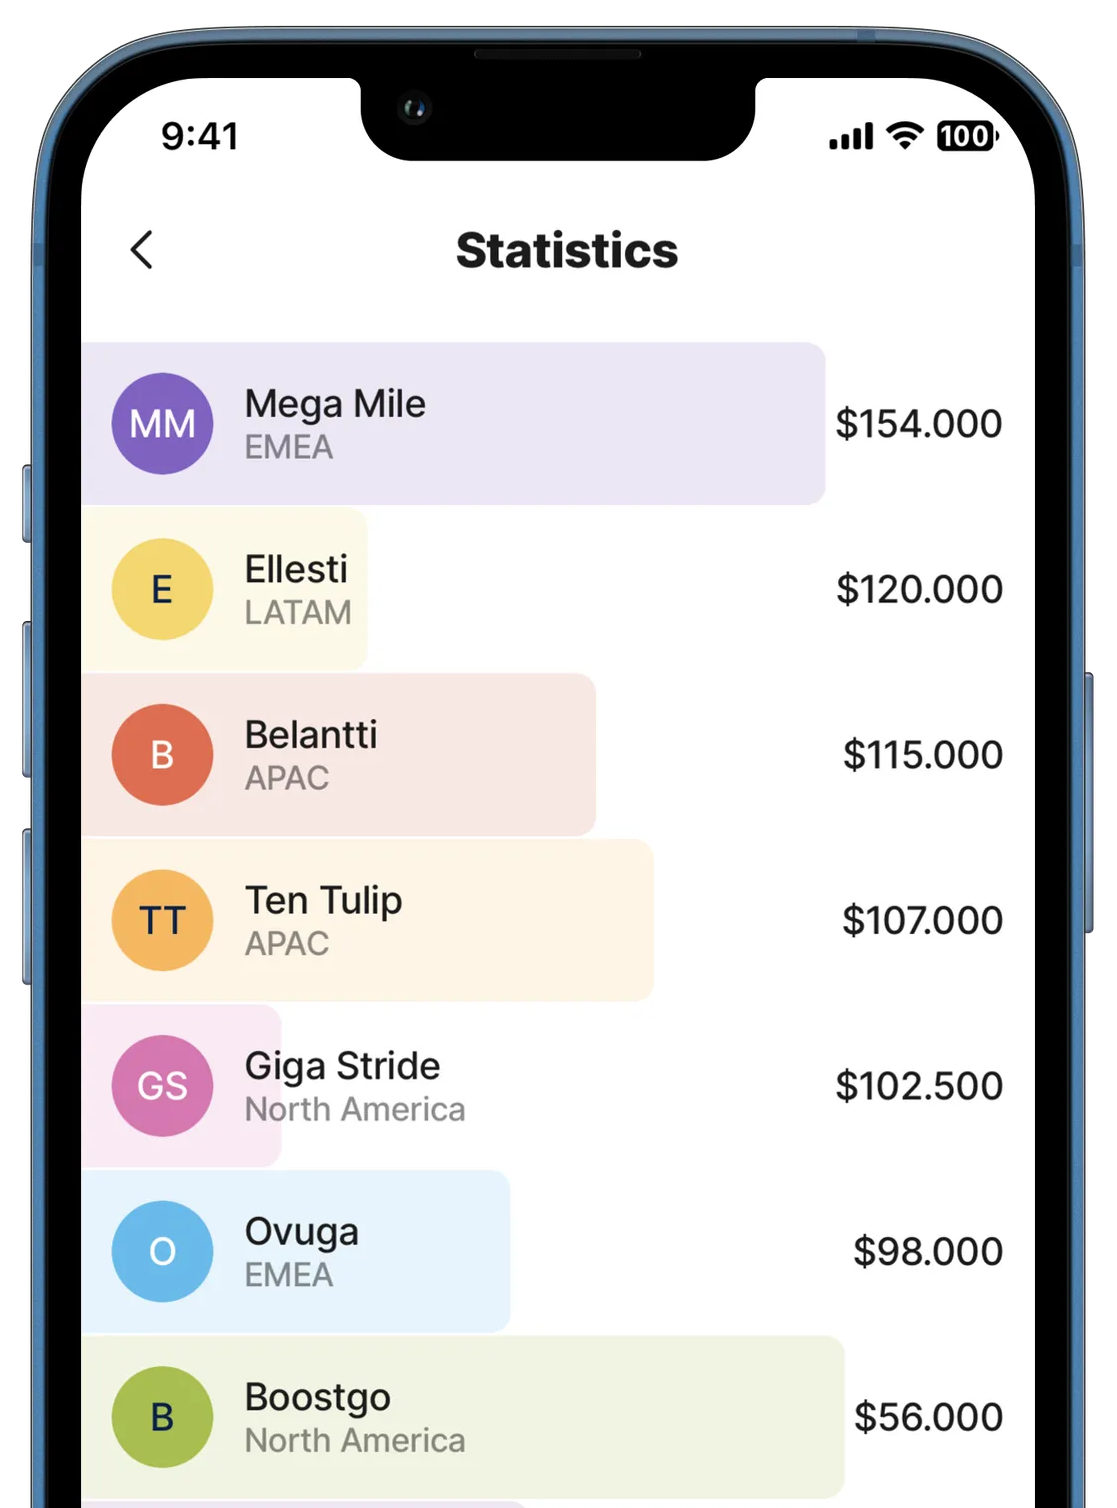 9:41
100
Statistics
MM
Mega Mile
EMEA
$154.000
E
Ellesti
LATAM
$120.000
B
Belantti
APAC
$115.000
TT
Ten Tulip
APAC
$107.000
GS
Giga Stride
North America
$102.500
O
Ovuga
EMEA
$98.000
B
Boostgo
North America
$56.000